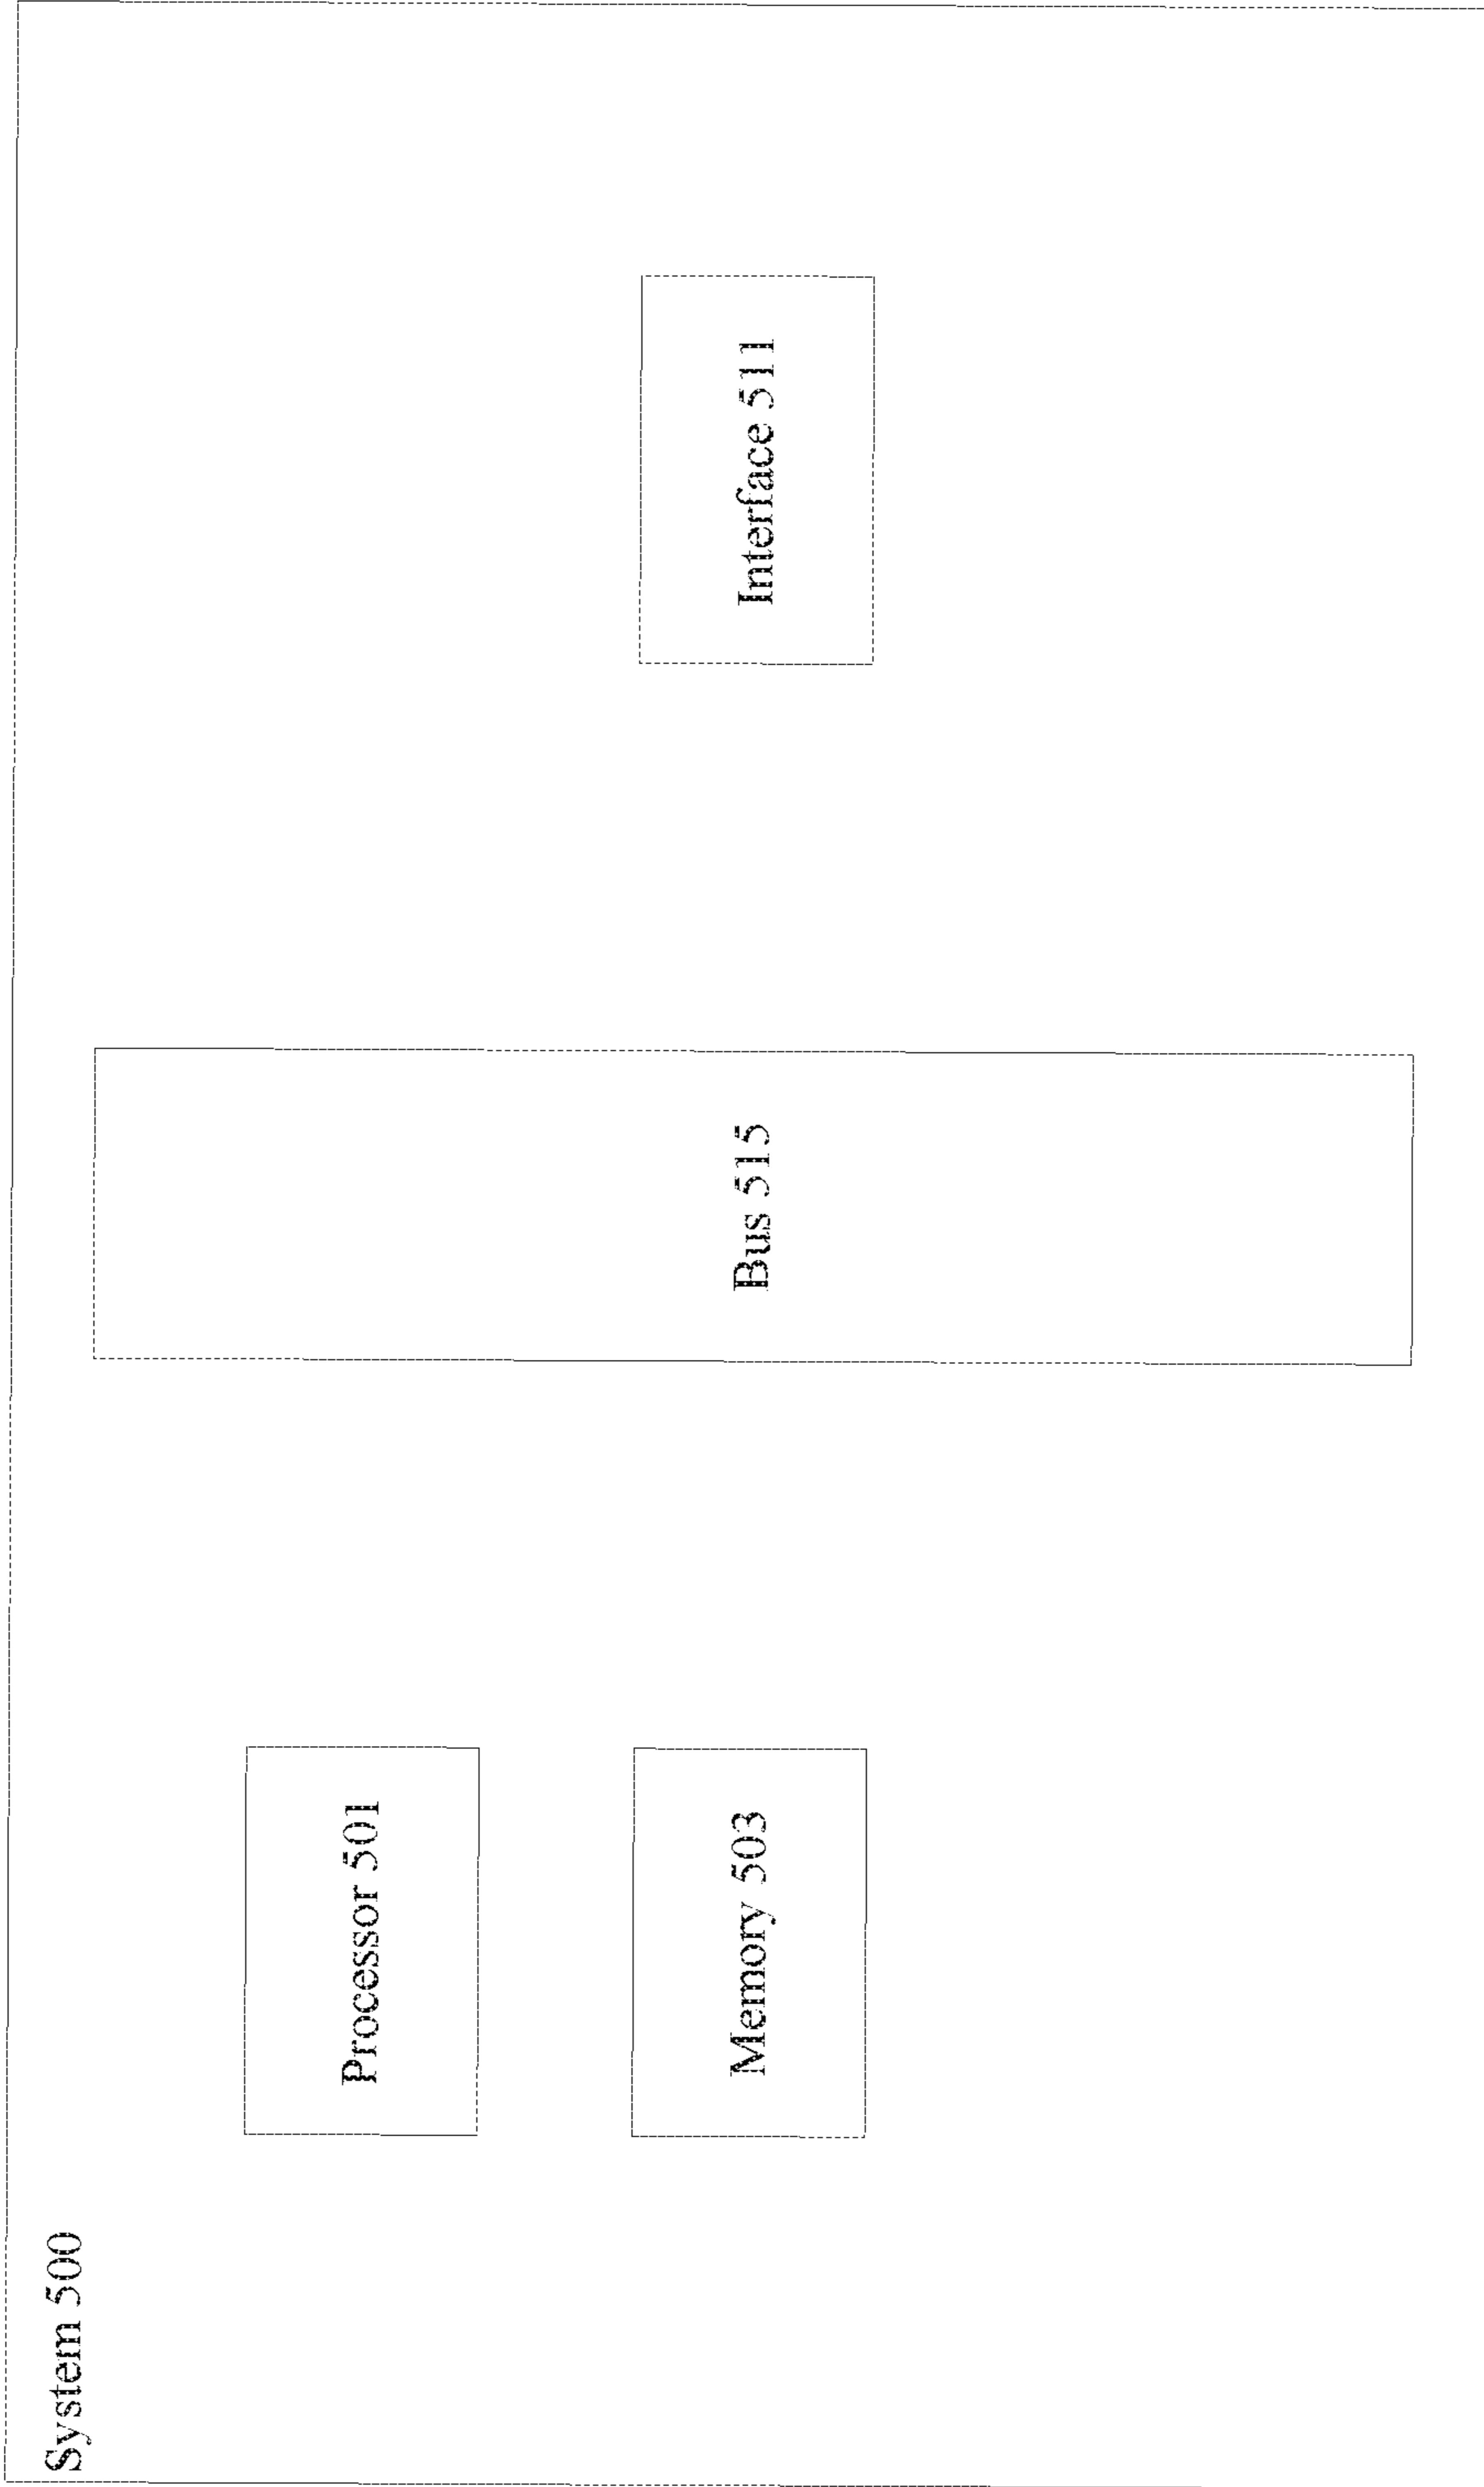 System 500
Processor 501
Memory 503
Bus 515
Interface 511